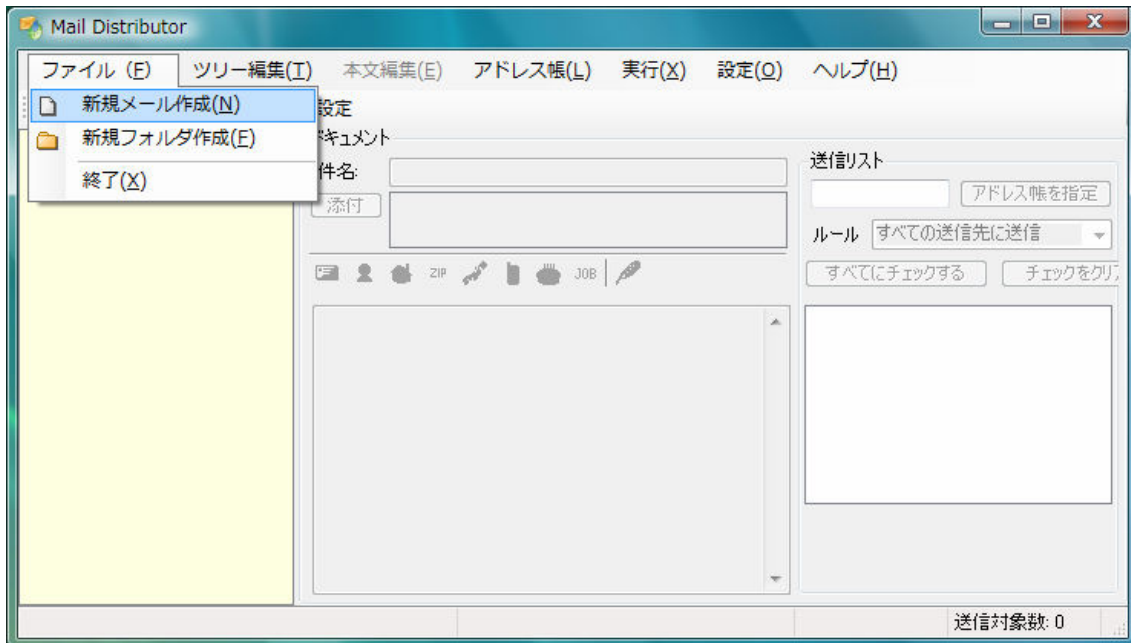 Mail Distributor
ファイル (F) ツリー編集(T) 本文編集(E) アドレス帳(L) 実行(X) 設定(O) ヘルプ(H)
新規メール作成(N)
設定
新規フォルダ作成(F)
ドキュメント
終了(X)
件名:
添付
ZIP
JOB
送信リスト
アドレス帳を指定
ルール すべての送信先に送信
すべてにチェックする チェックをクリア
送信対象数: 0